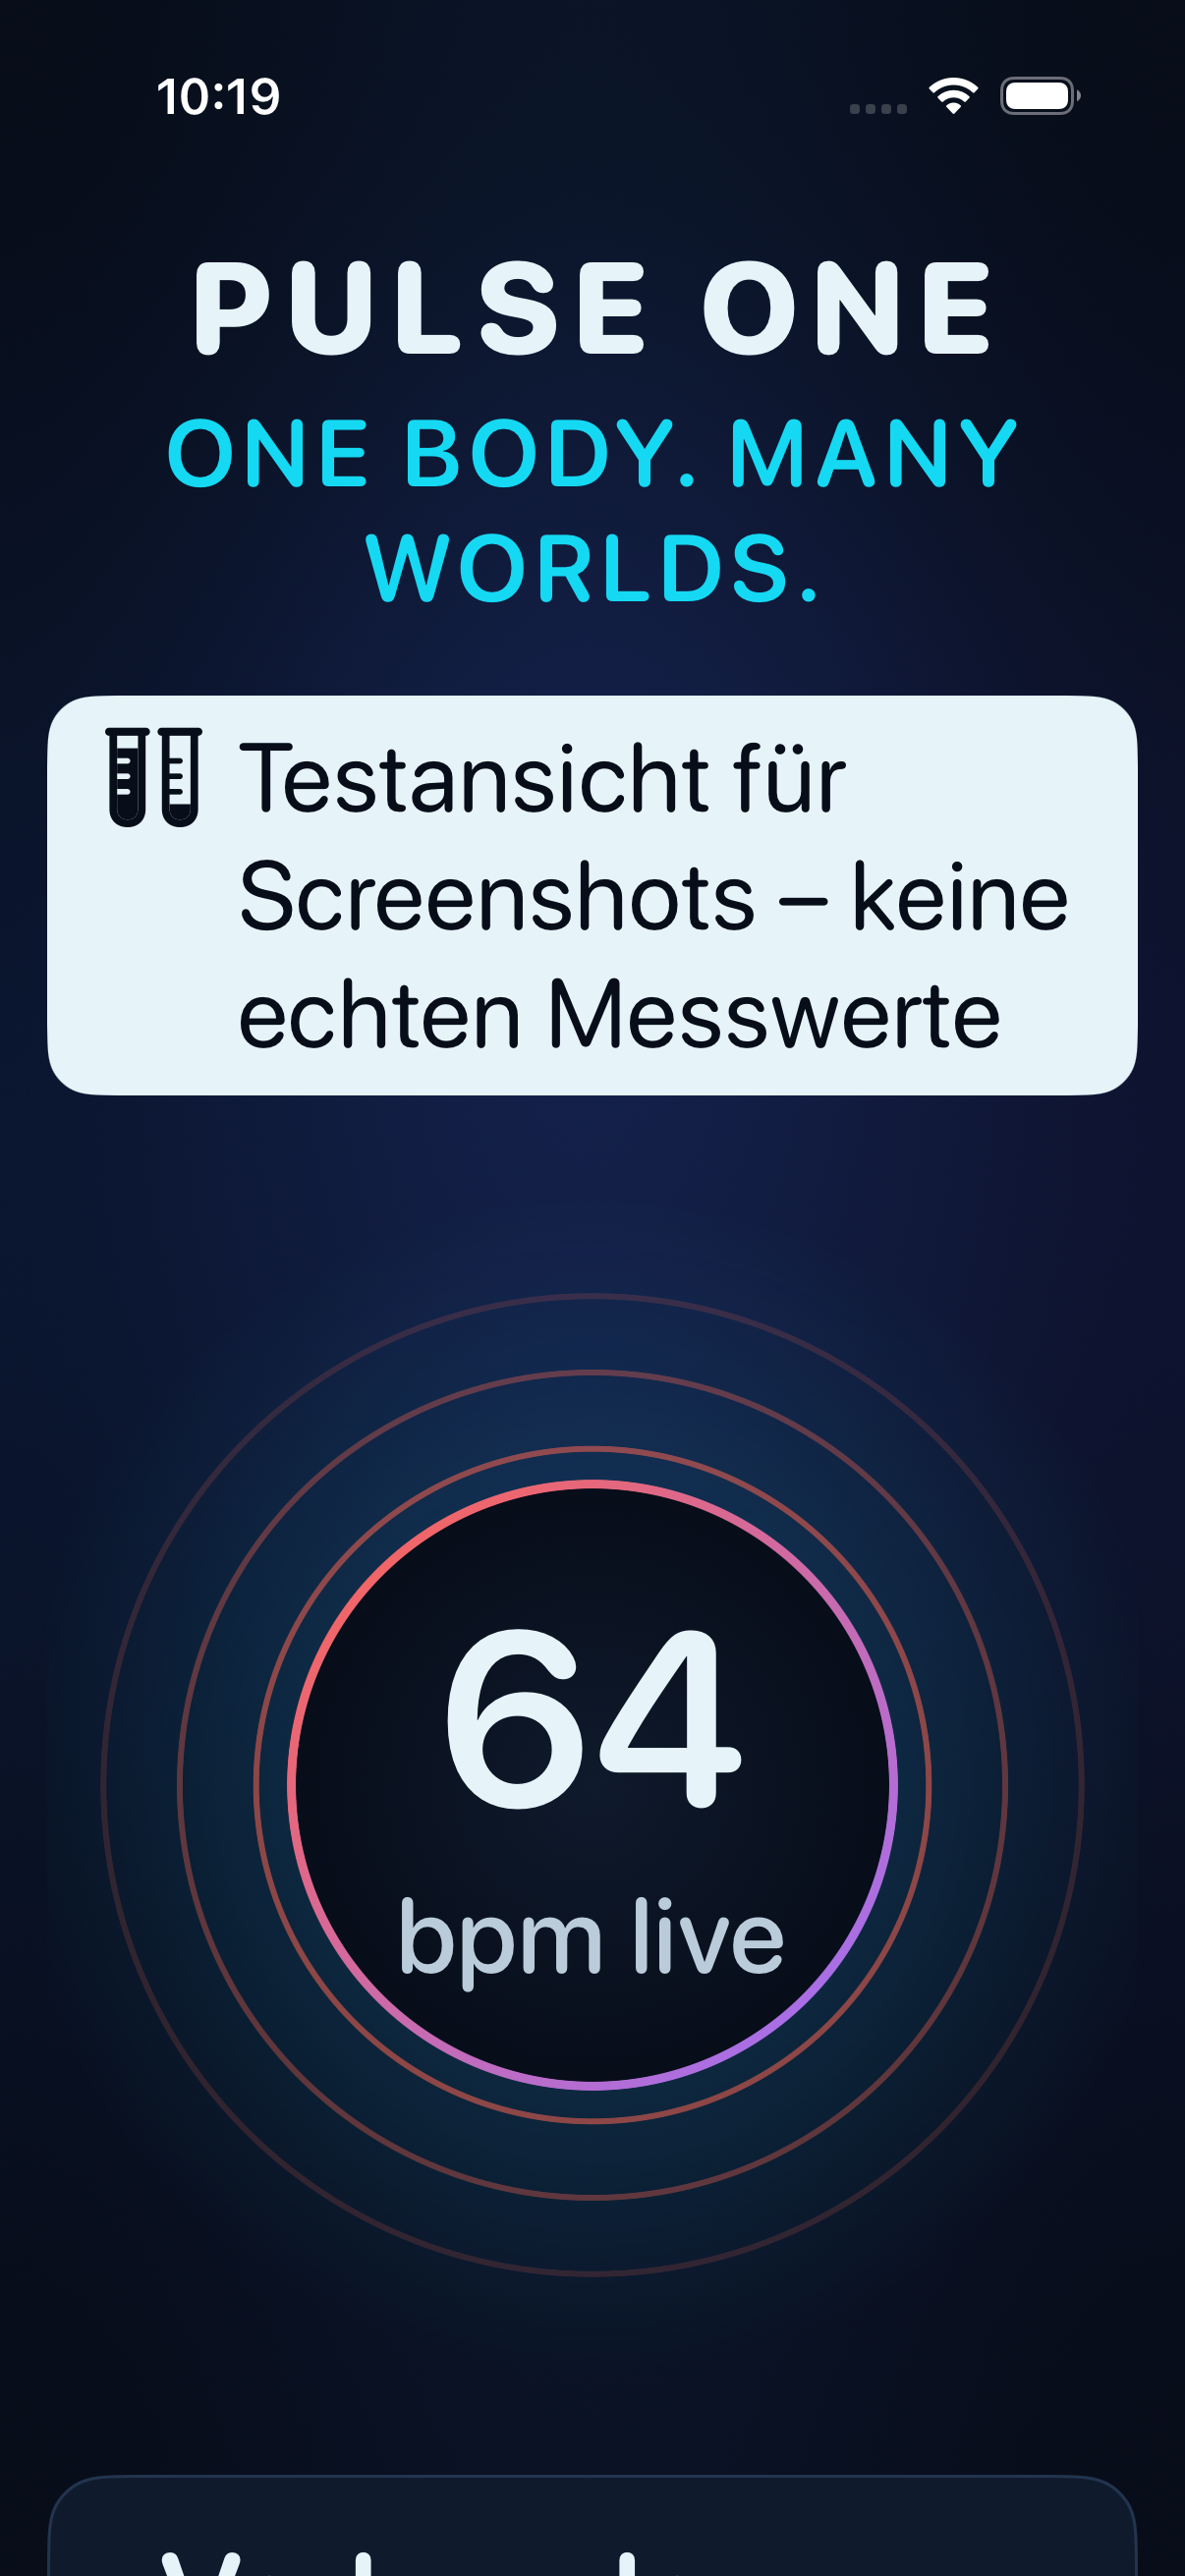 10:19
PULSE ONE
ONE BODY. MANY
WORLDS.
Testansicht für
Screenshots – keine
echten Messwerte
64
bpm live